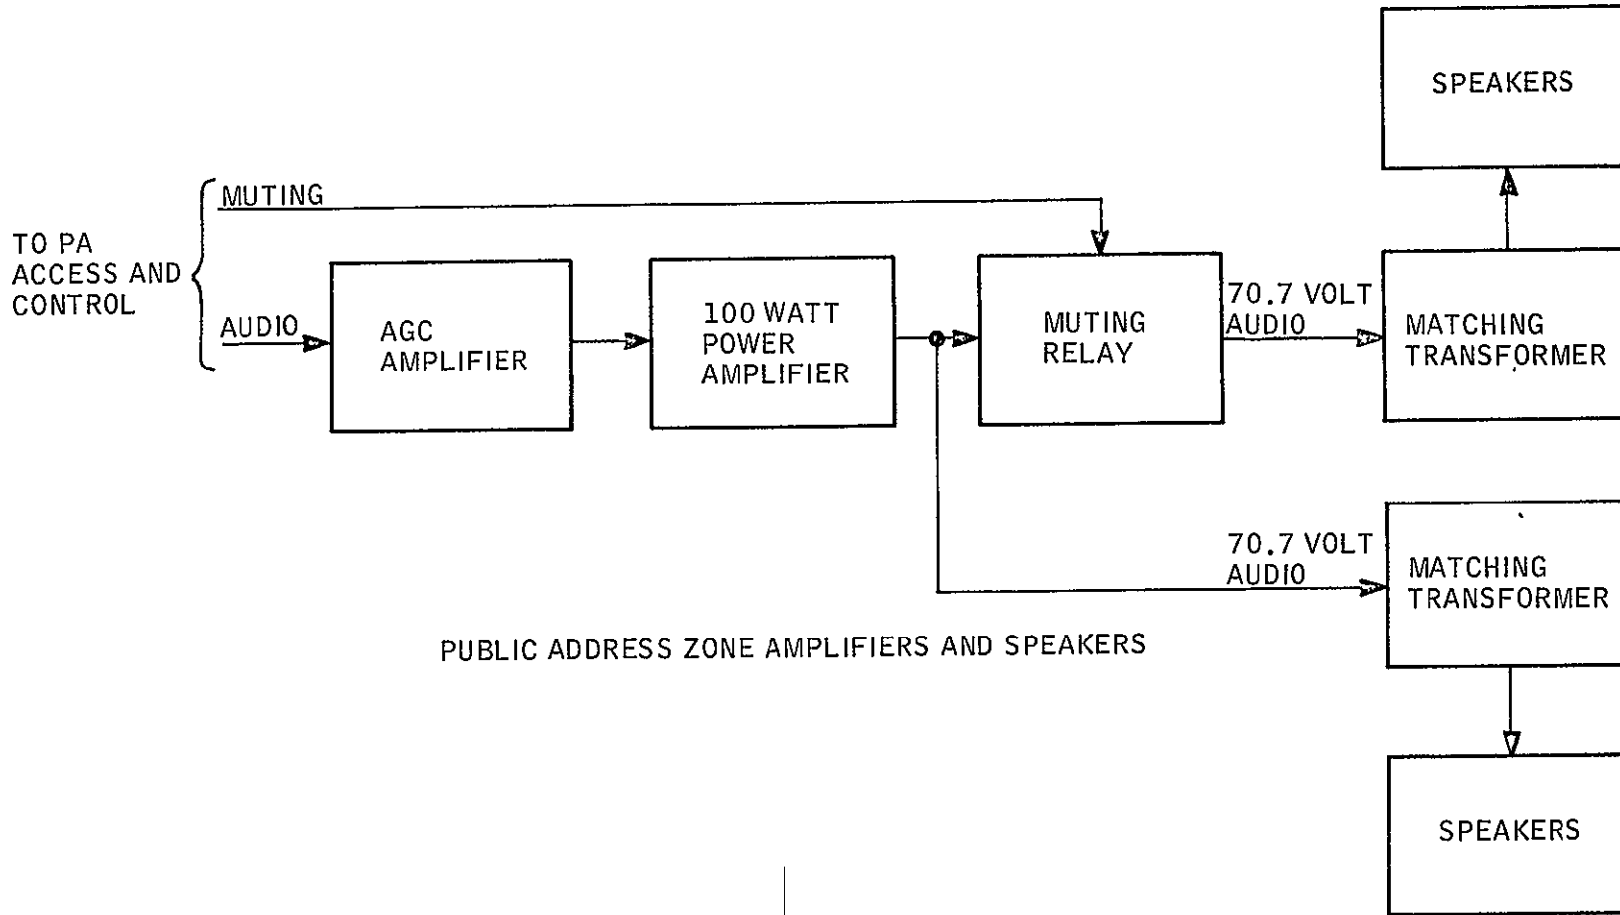 SPEAKERS
MUTING
TO PA
ACCESS AND
CONTROL
AUDIO
AGC
AMPLIFIER
100 WATT
POWER
AMPLIFIER
MUTING
RELAY
70.7 VOLT
AUDIO
MATCHING
TRANSFORMER
70.7 VOLT
AUDIO
MATCHING
TRANSFORMER
PUBLIC ADDRESS ZONE AMPLIFIERS AND SPEAKERS
SPEAKERS